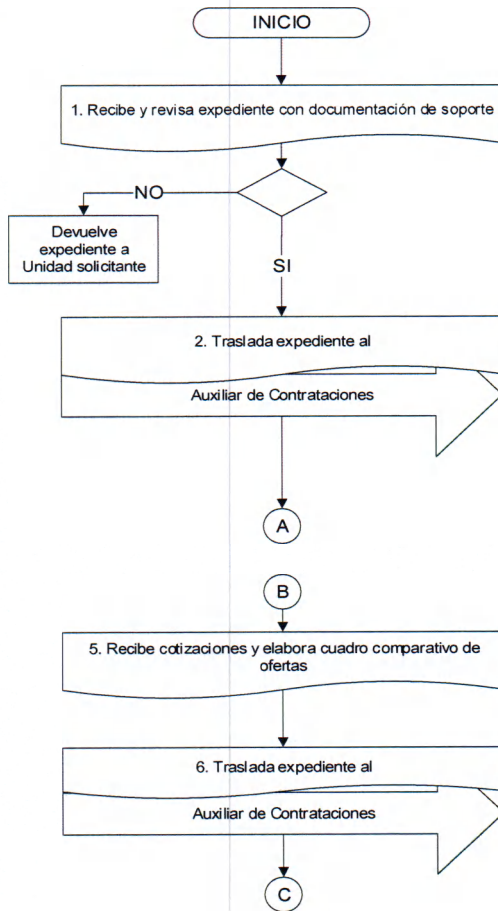 INICIO
1. Recibe y revisa expediente con documentación de soporte
NO
Devuelve
expediente a
Unidad solicitante
SI
2. Traslada expediente al
Auxiliar de Contrataciones
A
B
5. Recibe cotizaciones y elabora cuadro comparativo de
ofertas
6. Traslada expediente al
Auxiliar de Contrataciones
C